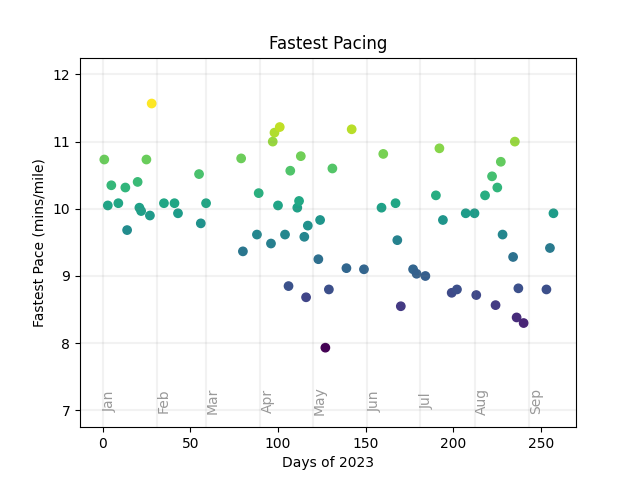 Fastest Pacing
12
11
10
9
8
7
Fastest Pace (mins/mile)
Jan
Feb
Mar
Apr
May
Jun
Jul
Aug
Sep
0 50 100 150 200 250
Days of 2023